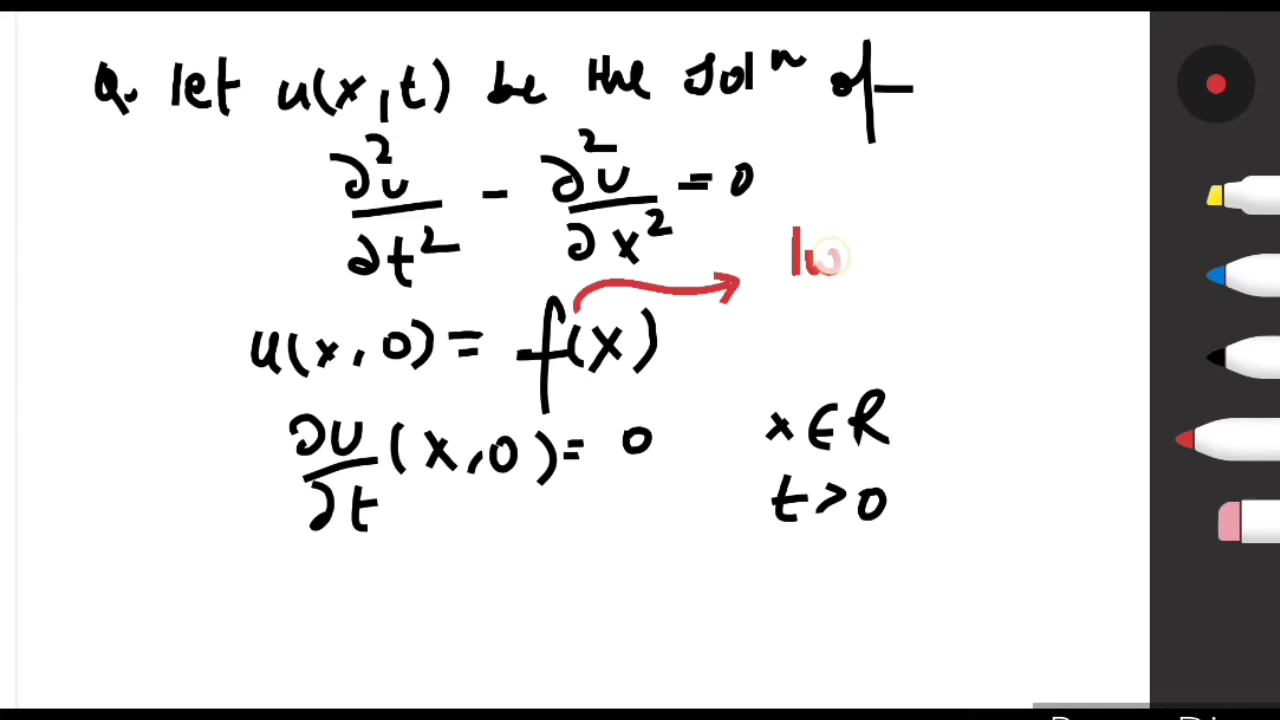 Q. let u(x,t) be the solⁿ of
∂²u/∂t² - ∂²u/∂x² = 0
u(x,0) = f(x)
∂u/∂t (x,0) = 0 x∈R
t>0